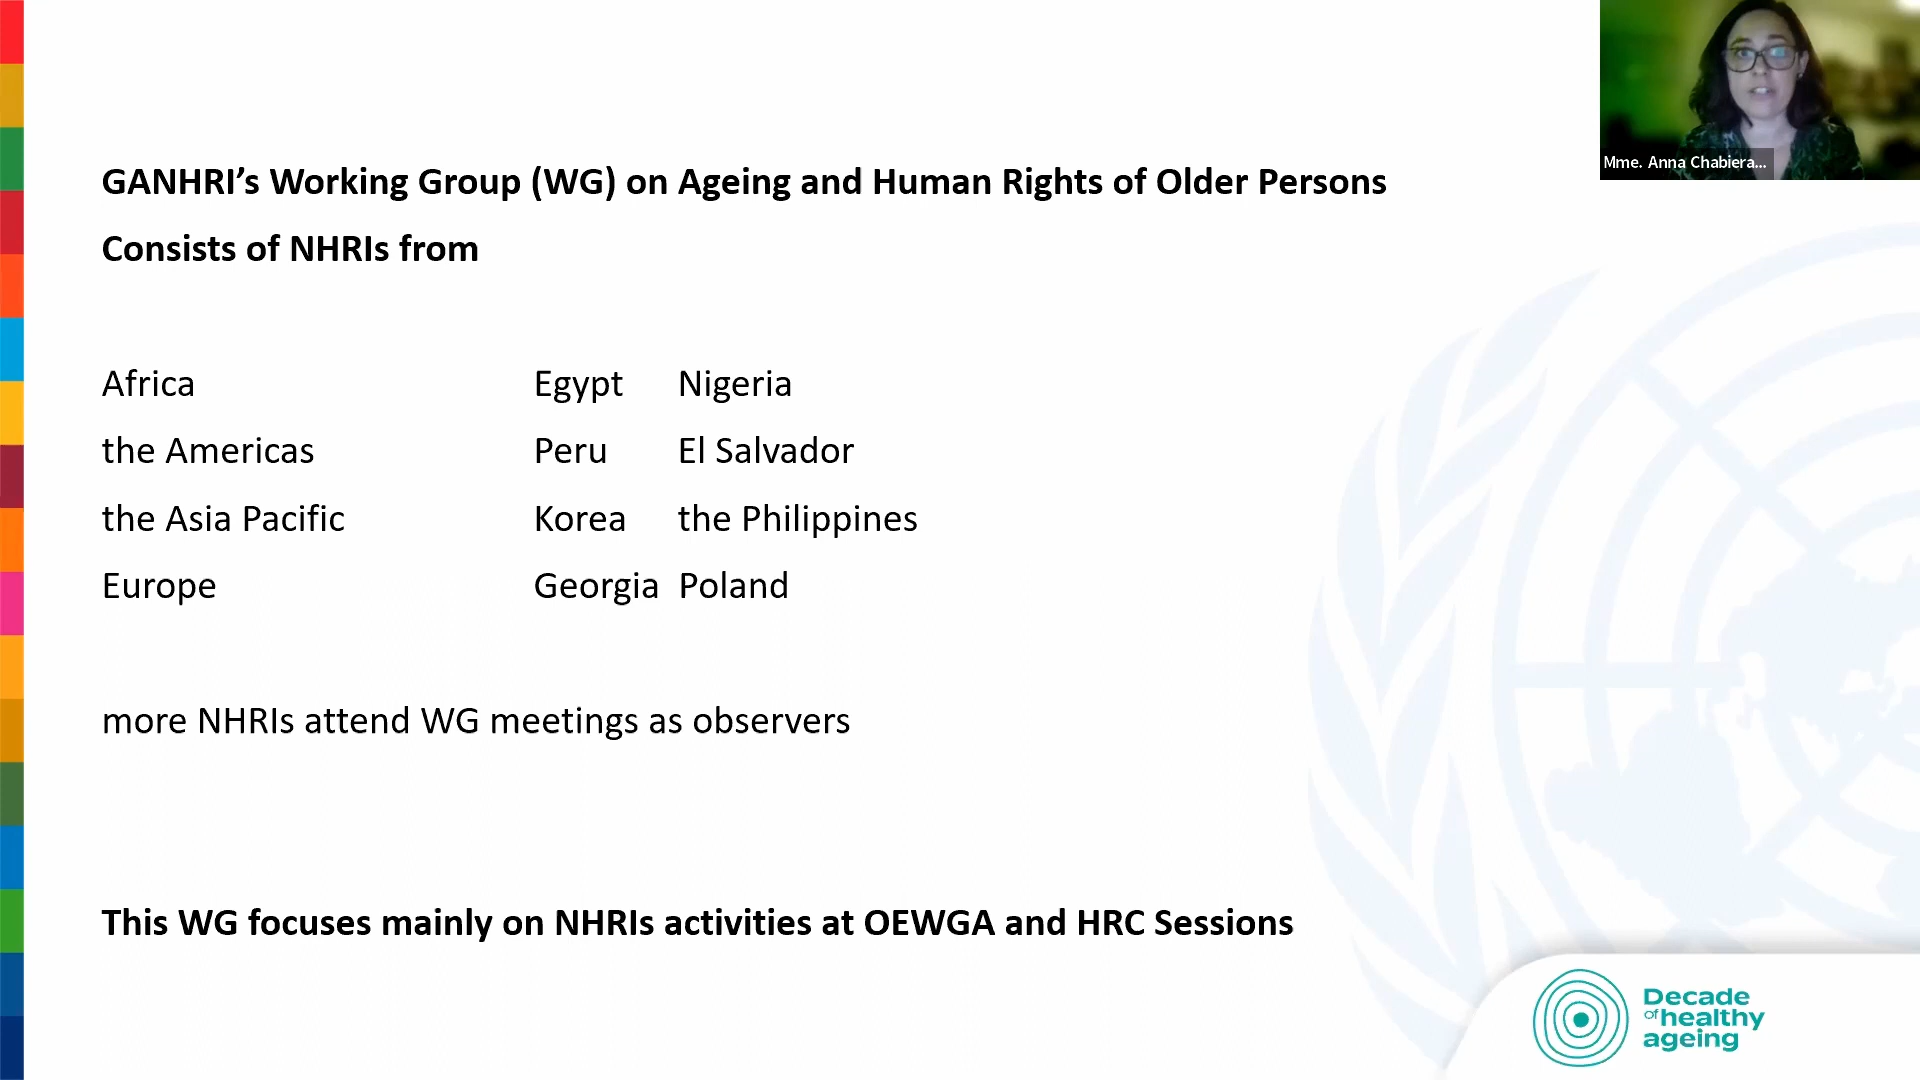 GANHRI’s Working Group (WG) on Ageing and Human Rights of Older Persons
Consists of NHRIs from
Africa Egypt Nigeria
the Americas Peru El Salvador
the Asia Pacific Korea the Philippines
Europe Georgia Poland
more NHRIs attend WG meetings as observers
This WG focuses mainly on NHRIs activities at OEWGA and HRC Sessions
Mme. Anna Chabiera...
Decade
of healthy
ageing